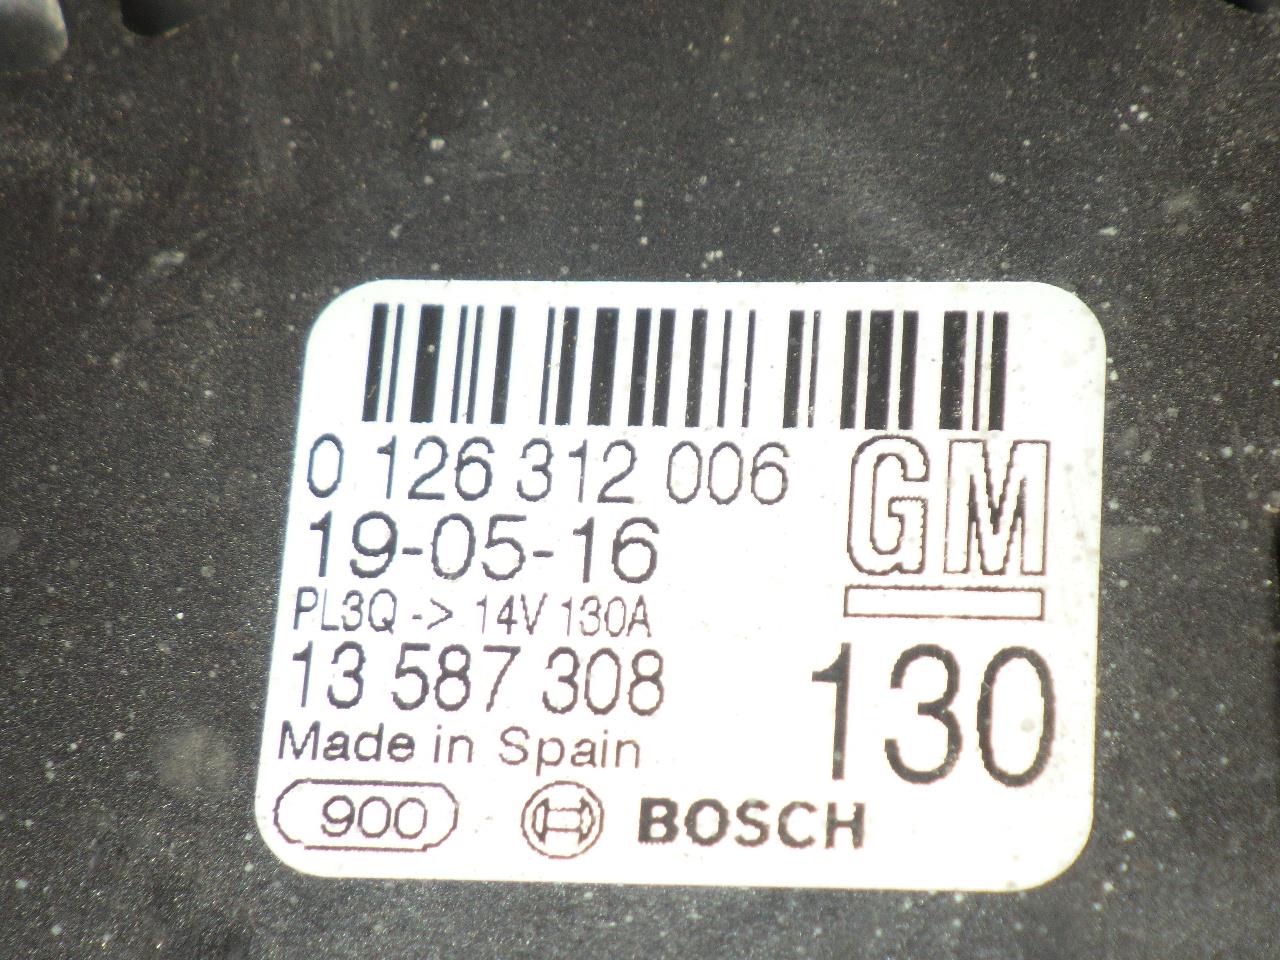 0 126 312 006
GM
19-05-16
PL3Q -> 14V 130A
13 587 308
130
Made in Spain
900
BOSCH